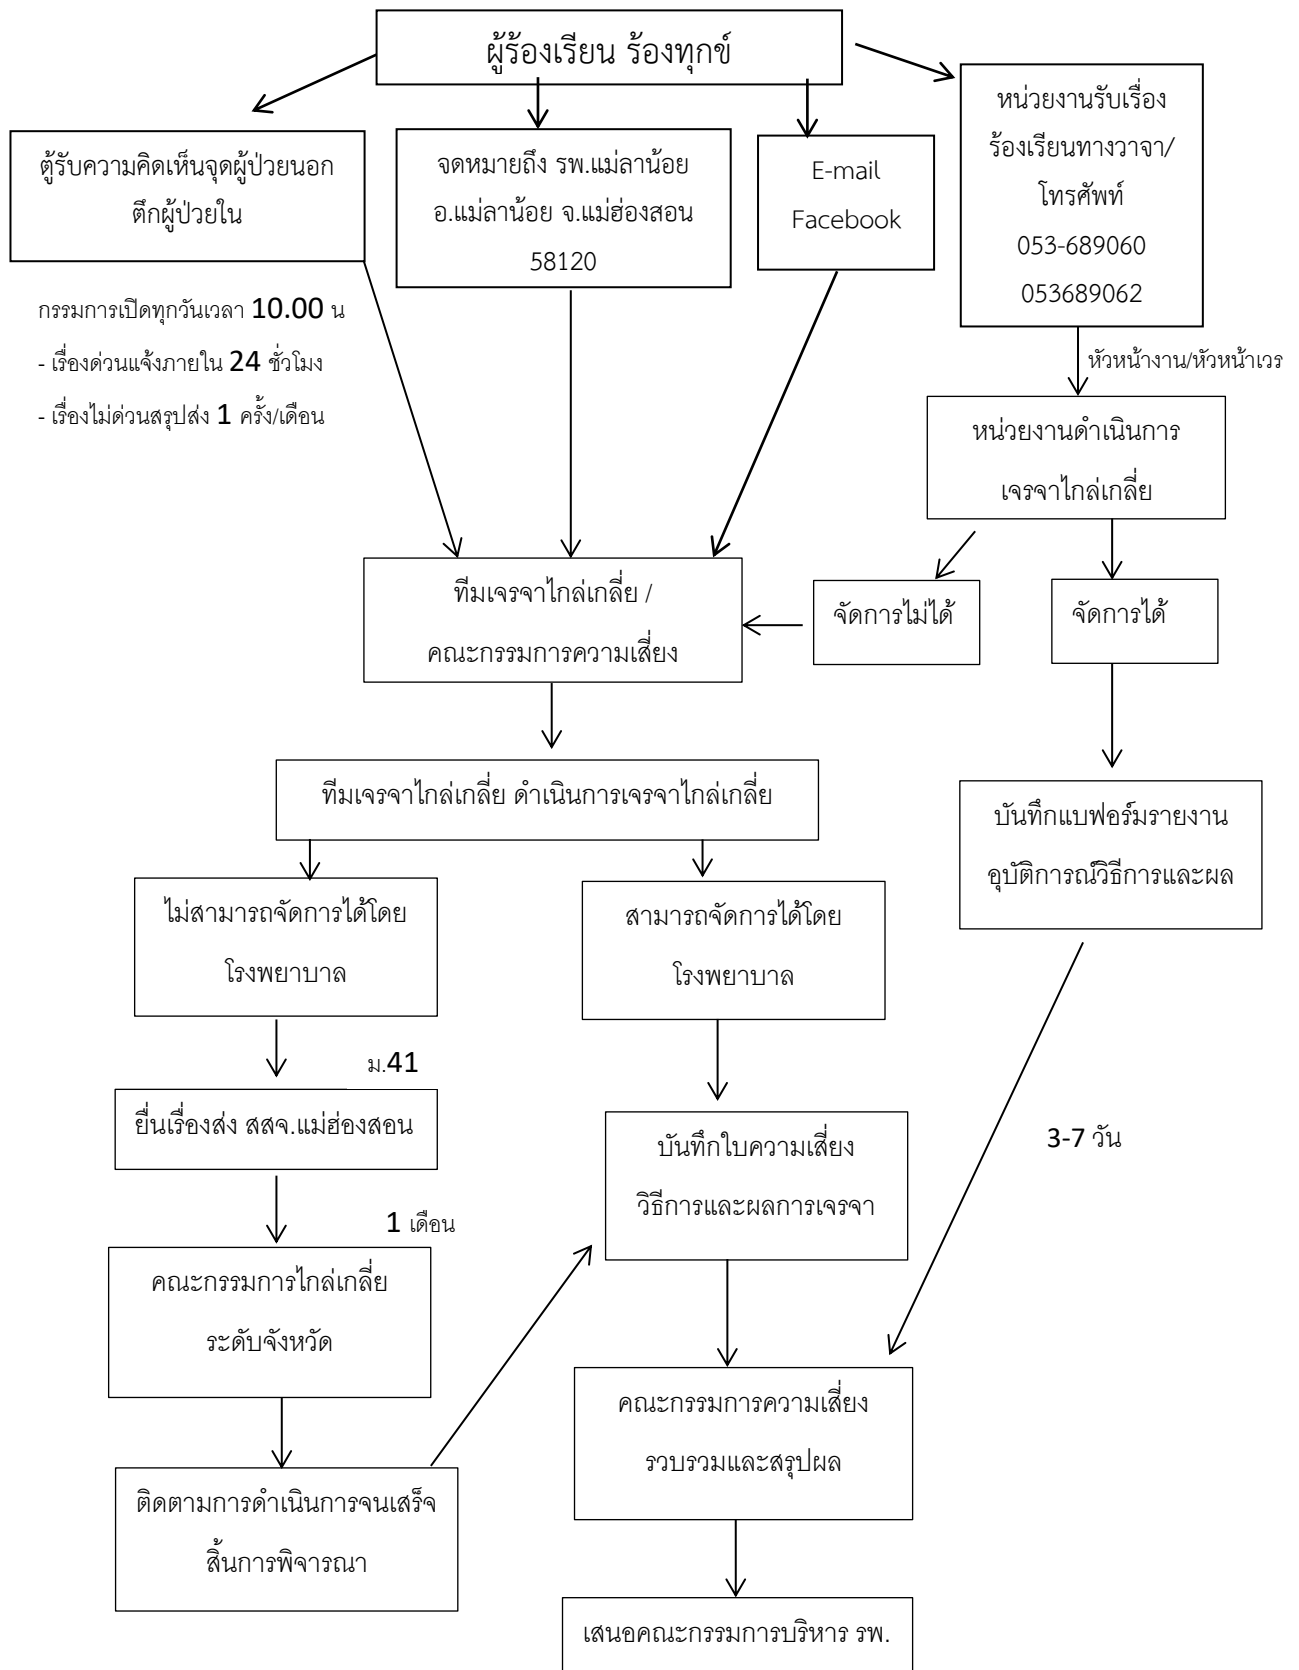 ผู้ร้องเรียน ร้องทุกข์
ตู้รับความคิดเห็นจุดผู้ป่วยนอก
ตึกผู้ป่วยใน
จดหมายถึง รพ.แม่ลาน้อย
อ.แม่ลาน้อย จ.แม่ฮ่องสอน
58120
E-mail
Facebook
หน่วยงานรับเรื่อง
ร้องเรียนทางวาจา/
โทรศัพท์
053-689060
053689062
กรรมการเปิดทุกวันเวลา 10.00 น
- เรื่องด่วนแจ้งภายใน 24 ชั่วโมง
- เรื่องไม่ด่วนสรุปส่ง 1 ครั้ง/เดือน
หัวหน้างาน/หัวหน้าเวร
หน่วยงานดำเนินการ
เจรจาไกล่เกลี่ย
ทีมเจรจาไกล่เกลี่ย /
คณะกรรมการความเสี่ยง
จัดการไม่ได้
จัดการได้
ทีมเจรจาไกล่เกลี่ย ดำเนินการเจรจาไกล่เกลี่ย
บันทึกแบฟอร์มรายงาน
อุบัติการณ์วิธีการและผล
ไม่สามารถจัดการได้โดย
โรงพยาบาล
สามารถจัดการได้โดย
โรงพยาบาล
ม.41
ยื่นเรื่องส่ง สสจ.แม่ฮ่องสอน
บันทึกใบความเสี่ยง
วิธีการและผลการเจรจา
3-7 วัน
1 เดือน
คณะกรรมการไกล่เกลี่ย
ระดับจังหวัด
คณะกรรมการความเสี่ยง
รวบรวมและสรุปผล
ติดตามการดำเนินการจนเสร็จ
สิ้นการพิจารณา
เสนอคณะกรรมการบริหาร รพ.